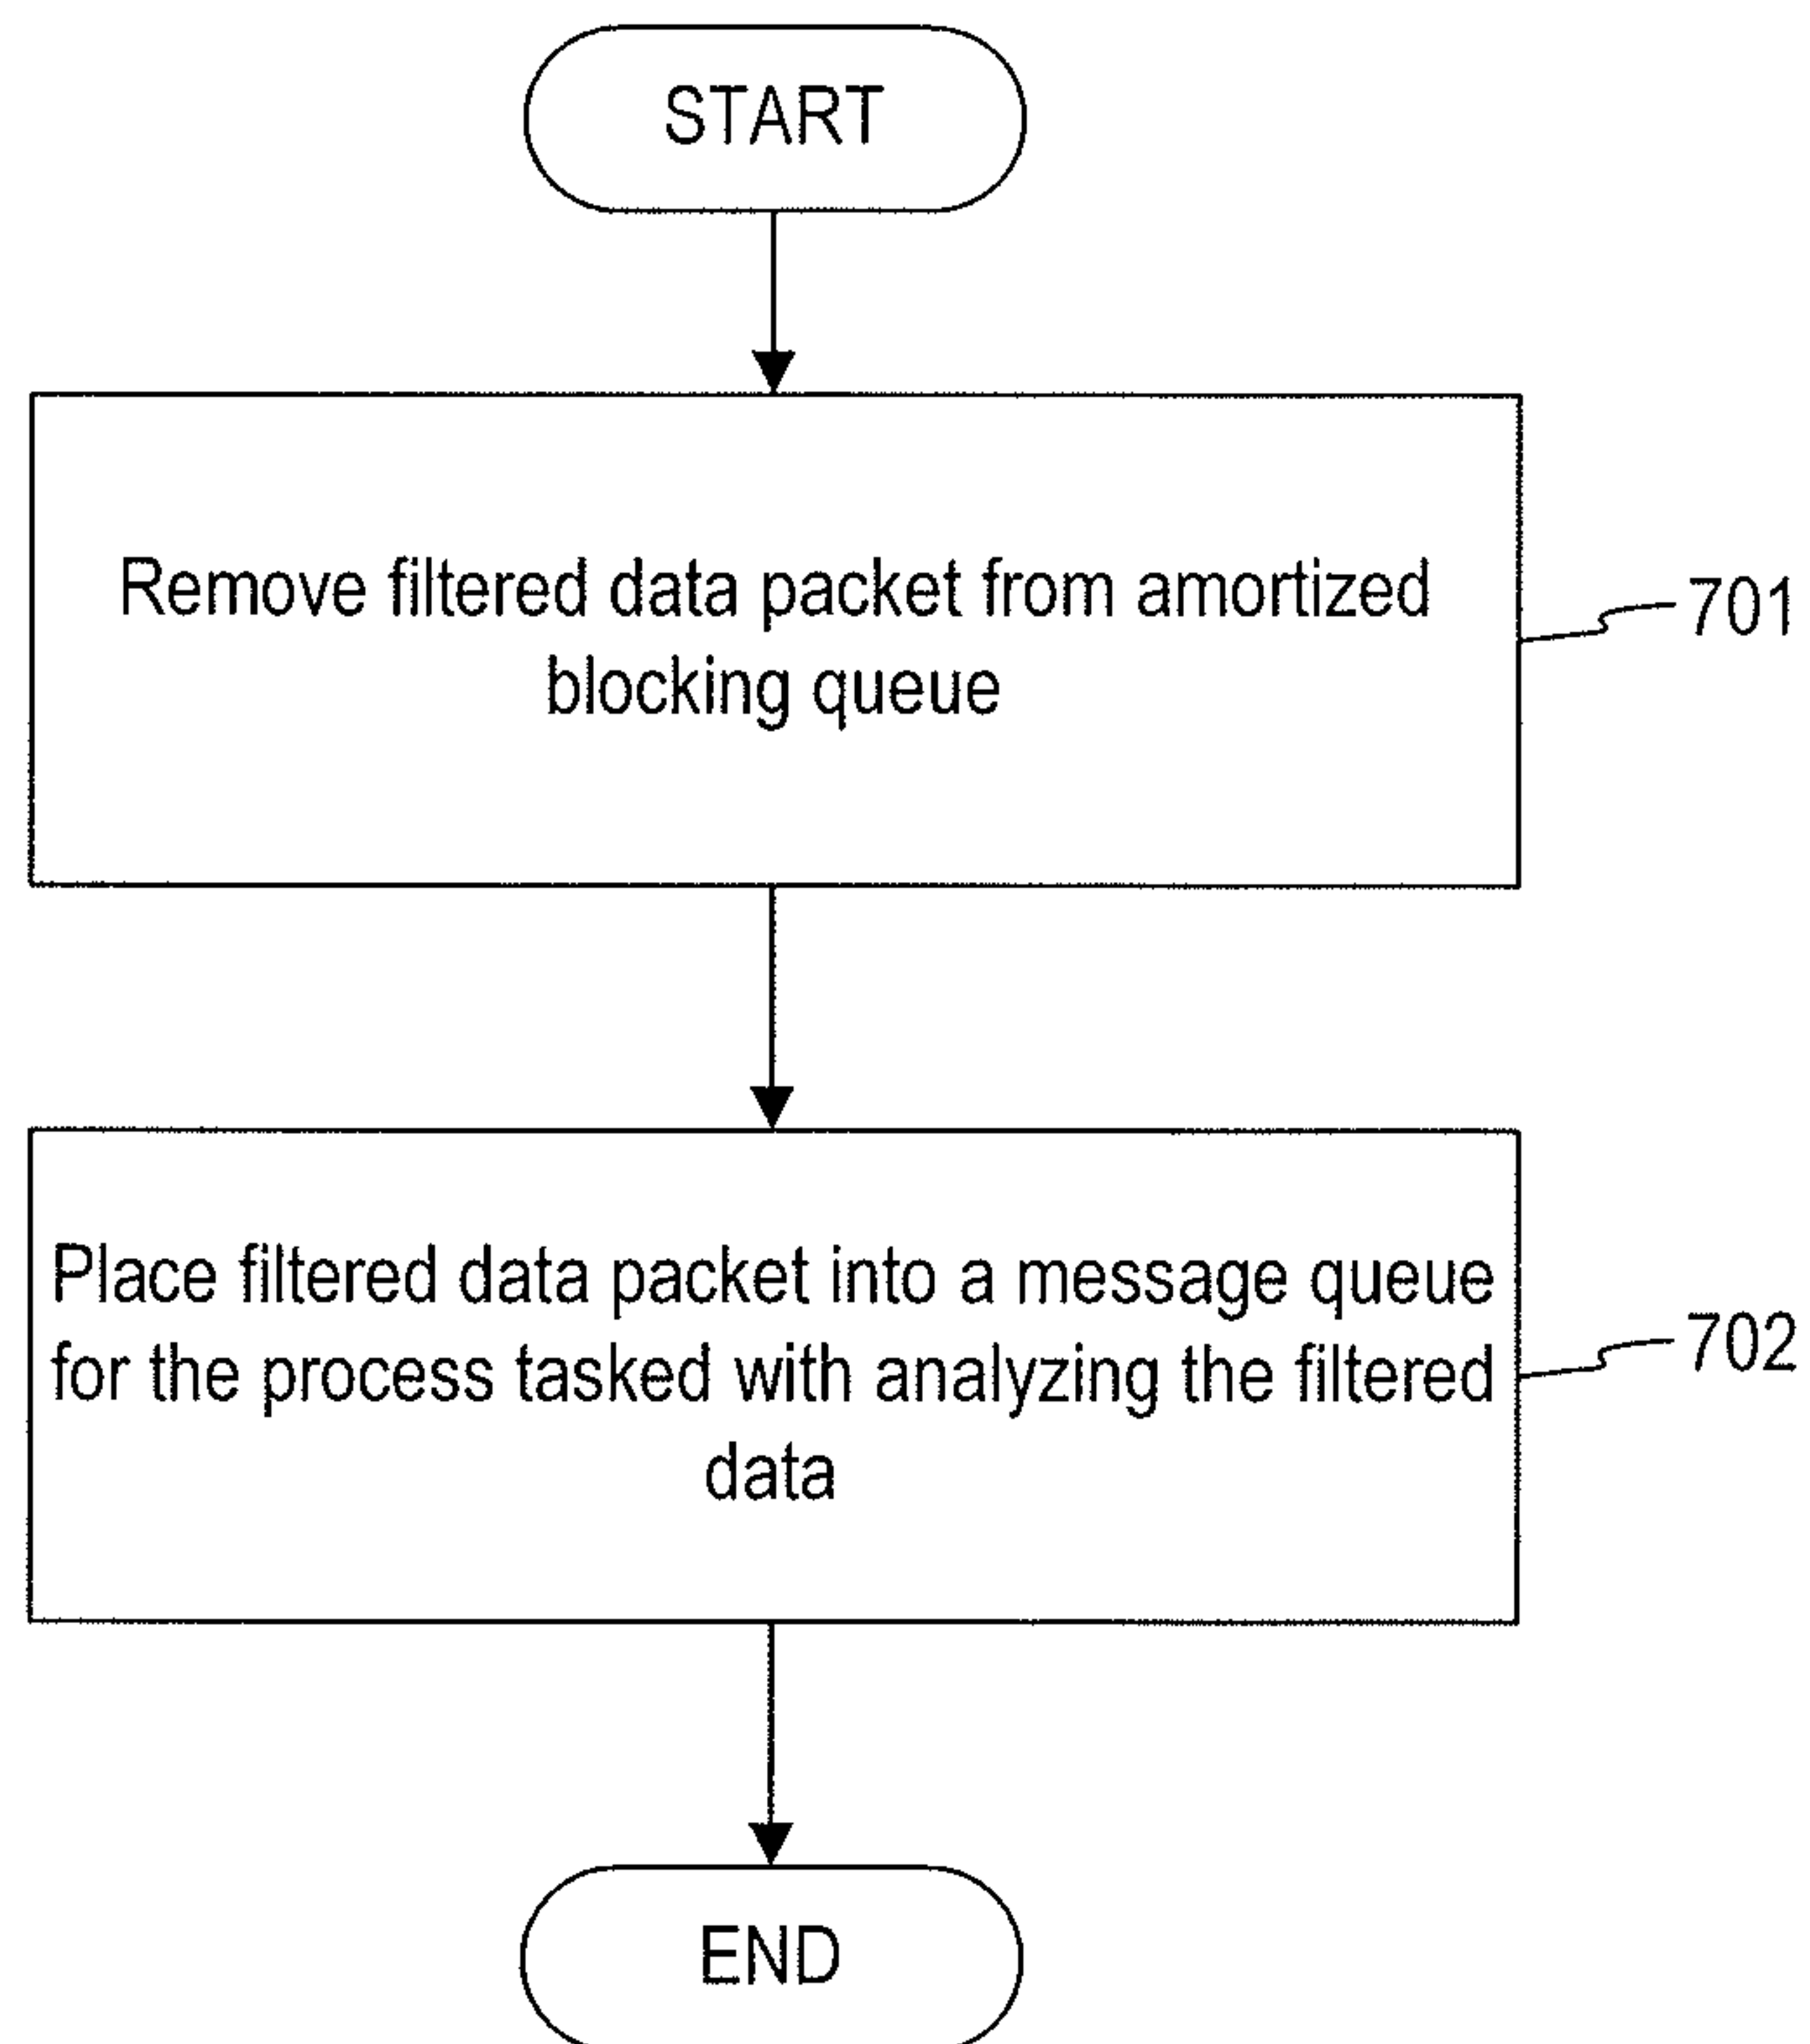 START
Remove filtered data packet from amortized
blocking queue
701
Place filtered data packet into a message queue
for the process tasked with analyzing the filtered
data
702
END